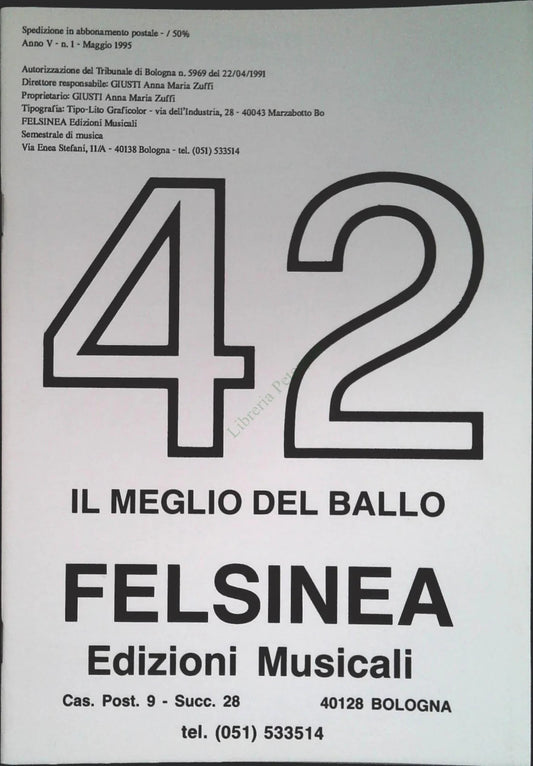 Spedizione in abbonamento postale - / 50%
Anno V - n. 1 - Maggio 1995
Autorizzazione del Tribunale di Bologna n. 5969 del 22/04/1991
Direttore responsabile: GIUSTI Anna Maria Zuffi
Proprietario: GIUSTI Anna Maria Zuffi
Tipografia: Tipo-Lito Graficolor - via dell'Industria, 28 - 40043 Marzabotto Bo
FELSINEA Edizioni Musicali
Semestrale di musica
Via Enea Stefani, 11/A - 40138 Bologna - tel. (051) 533514
42
Libreria
IL MEGLIO DEL BALLO
FELSINEA
Edizioni Musicali
Cas. Post. 9 - Succ. 28 40128 BOLOGNA
tel. (051) 533514